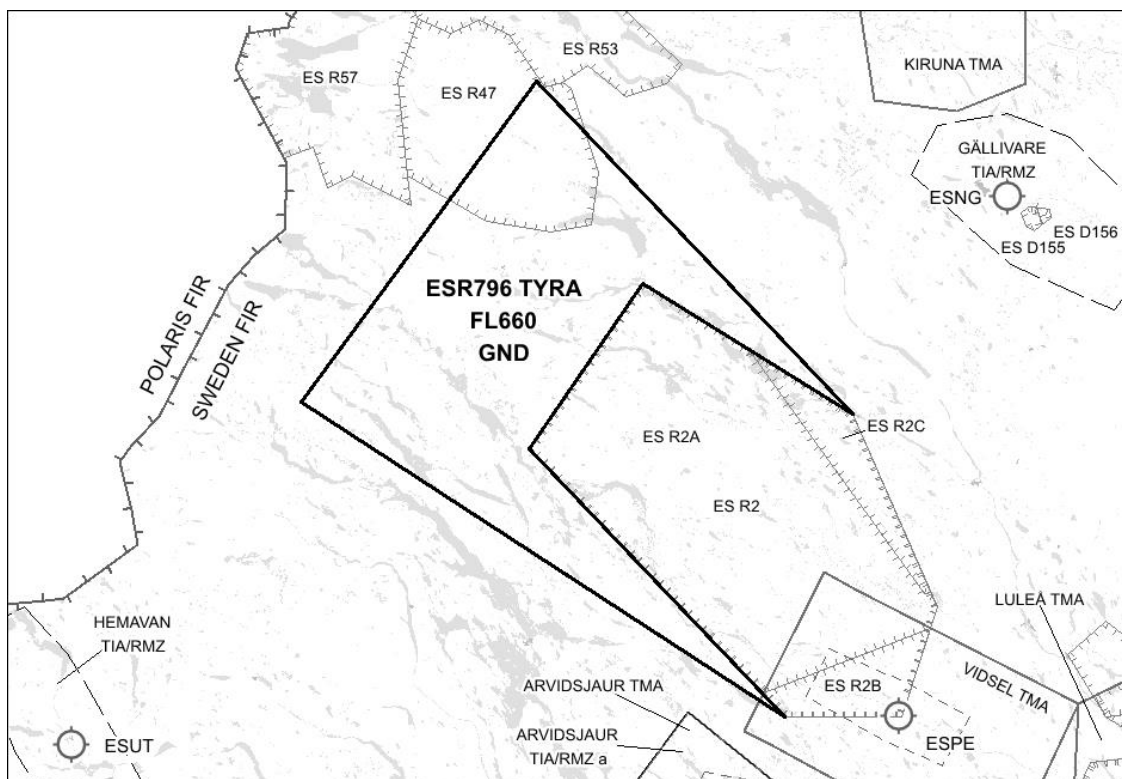 ES R53
ES R57
ES R47
KIRUNA TMA
GÄLLIVARE
TIA/RMZ
ESNG
ES D156
ES D155
POLARIS FIR
SWEDEN FIR
ESR796 TYRA
FL660
GND
ES R2C
ES R2A
ES R2
LULEÅ TMA
HEMAVAN
TIA/RMZ
VIDSEL TMA
ES R2B
ARVIDSJAUR TMA
ARVIDSJAUR
TIA/RMZ a
ESUT
ESPE